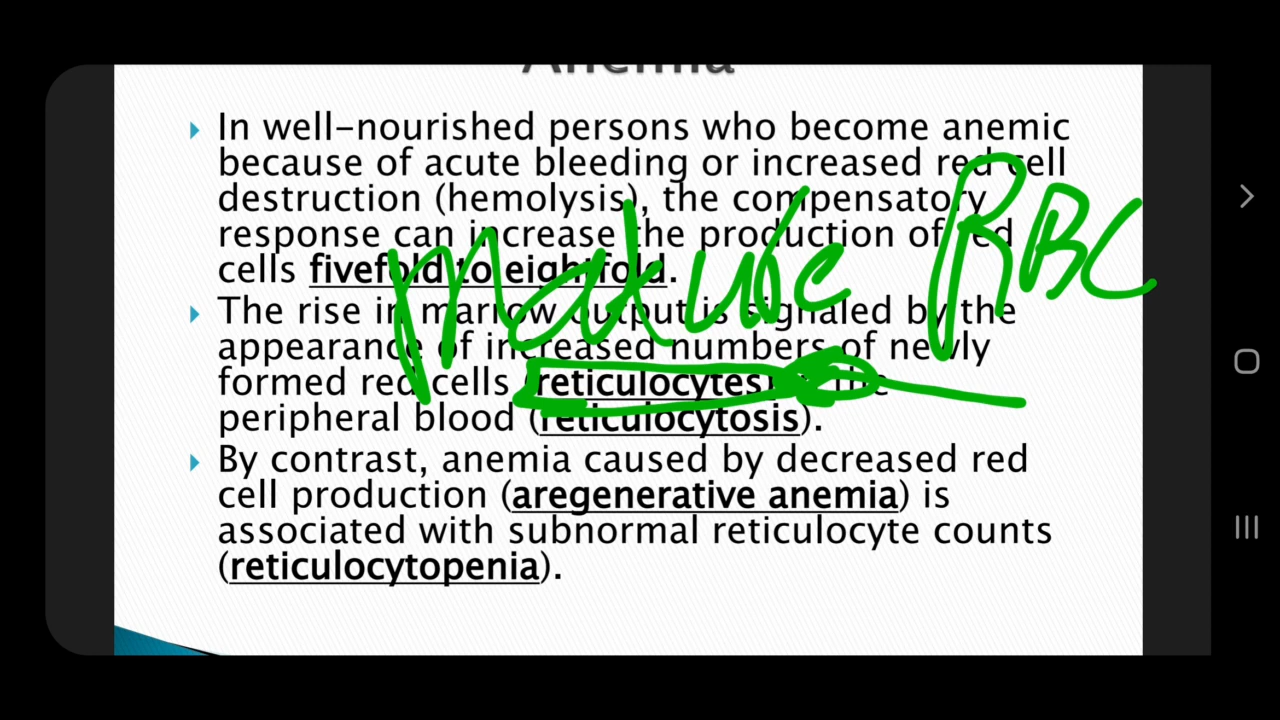 Anemia
In well-nourished persons who become anemic
because of acute bleeding or increased red cell
destruction (hemolysis), the compensatory
response can increase the production of red
cells fivefold to eightfold.
mature RBC
The rise in marrow output is signaled by the
appearance of increased numbers of newly
formed red cells (reticulocytes) in the
peripheral blood (reticulocytosis).
By contrast, anemia caused by decreased red
cell production (aregenerative anemia) is
associated with subnormal reticulocyte counts
(reticulocytopenia).